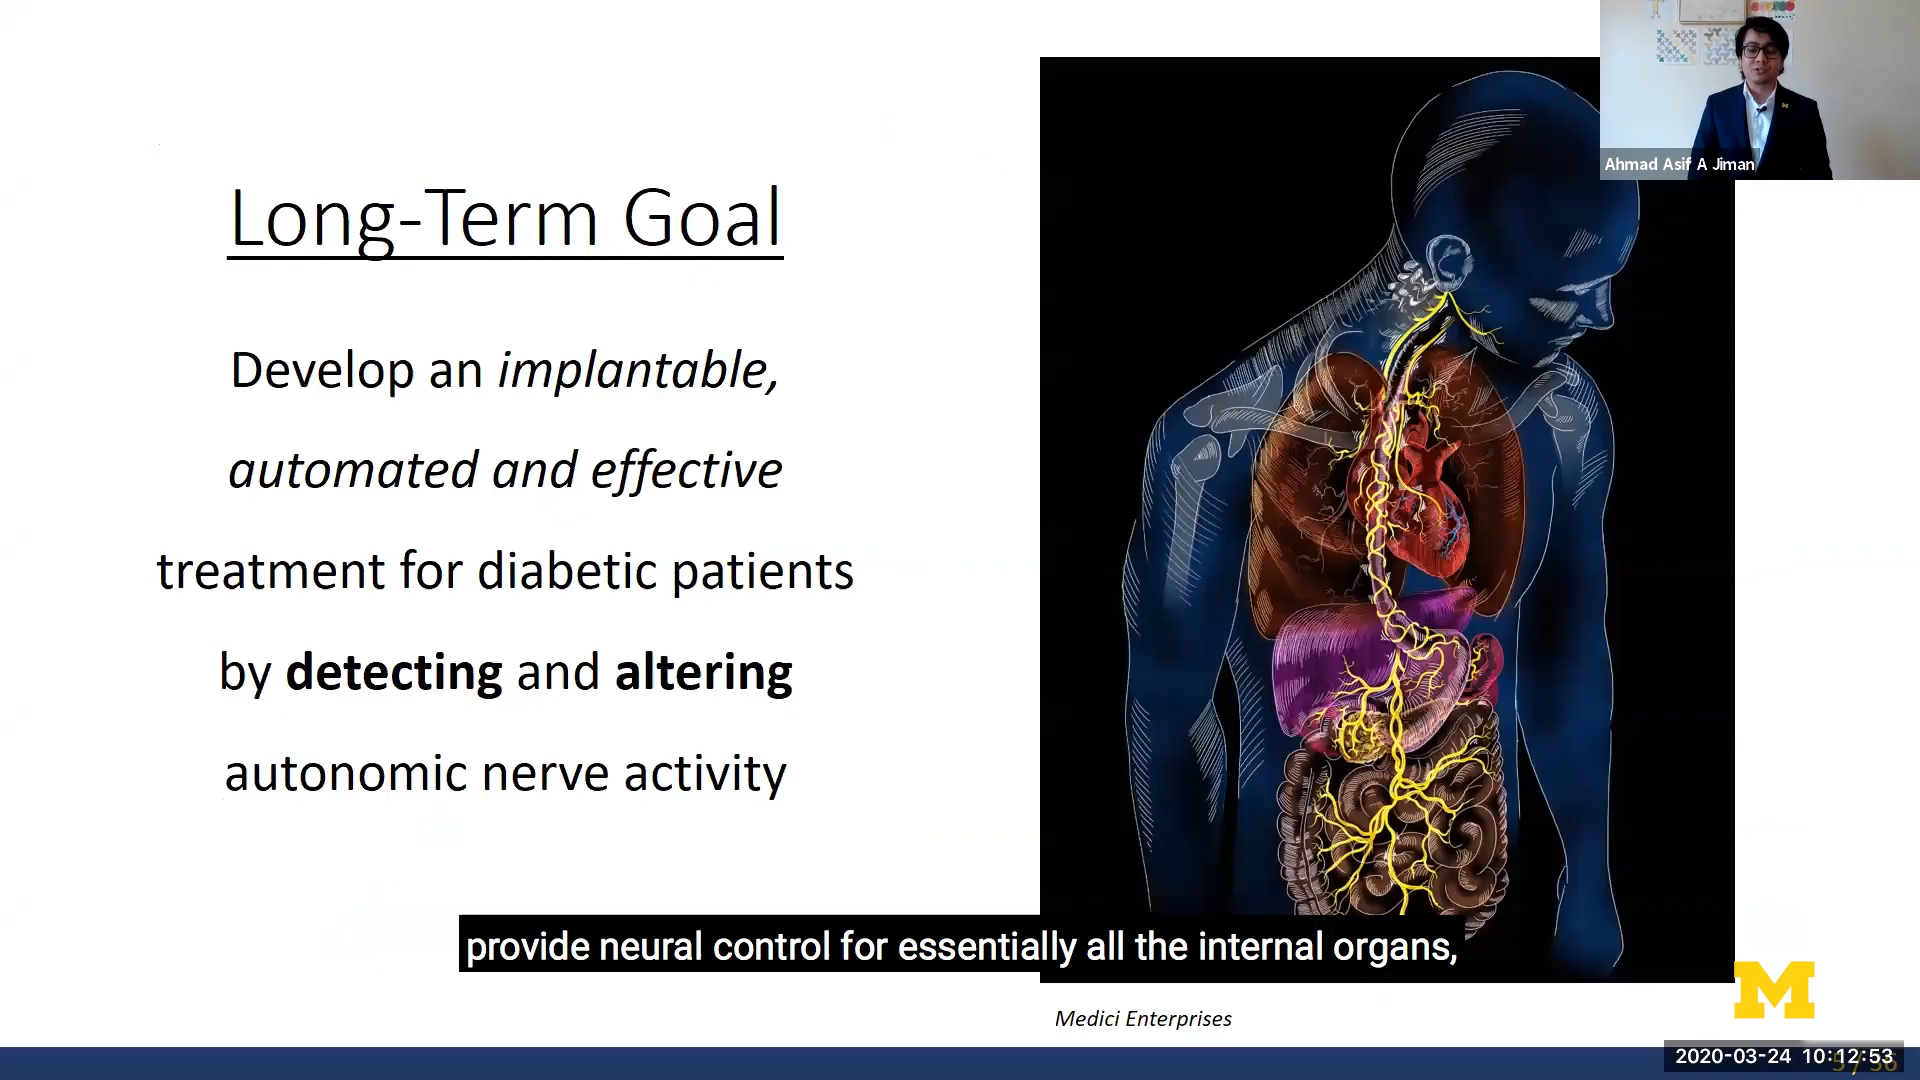 Ahmad Asif A Jiman
Long-Term Goal
Develop an implantable,
automated and effective
treatment for diabetic patients
by detecting and altering
autonomic nerve activity
provide neural control for essentially all the internal organs,
Medici Enterprises
M
2020-03-24 10:12:53